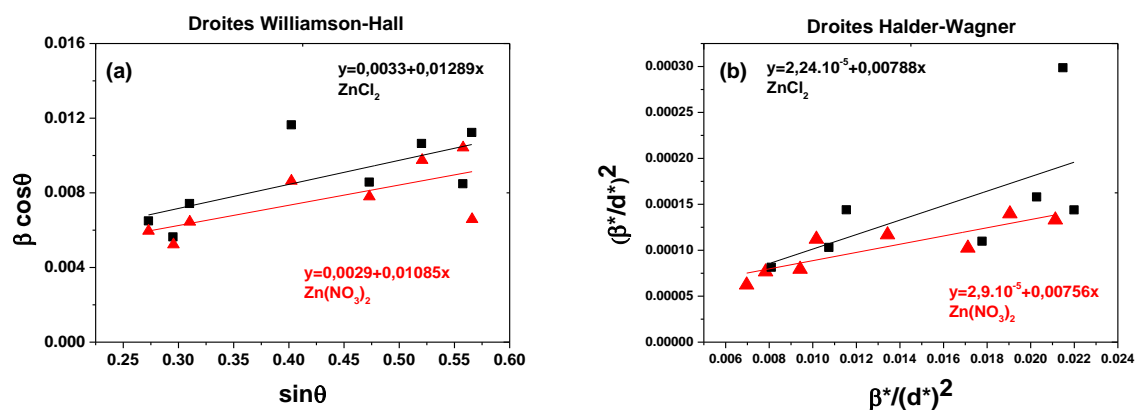 Droites Williamson-Hall
0.016
0.012
0.008
0.004
0.000
β cosθ
(a)
y=0,0033+0,01289x
ZnCl₂
y=0,0029+0,01085x
Zn(NO₃)₂
0.25 0.30 0.35 0.40 0.45 0.50 0.55 0.60
sinθ
Droites Halder-Wagner
0.00030
0.00025
0.00020
0.00015
0.00010
0.00005
0.00000
(β*/d*)²
(b)
y=2,24.10⁻⁵+0,00788x
ZnCl₂
y=2,9.10⁻⁵+0,00756x
Zn(NO₃)₂
0.006 0.008 0.010 0.012 0.014 0.016 0.018 0.020 0.022 0.024
β*/(d*)²